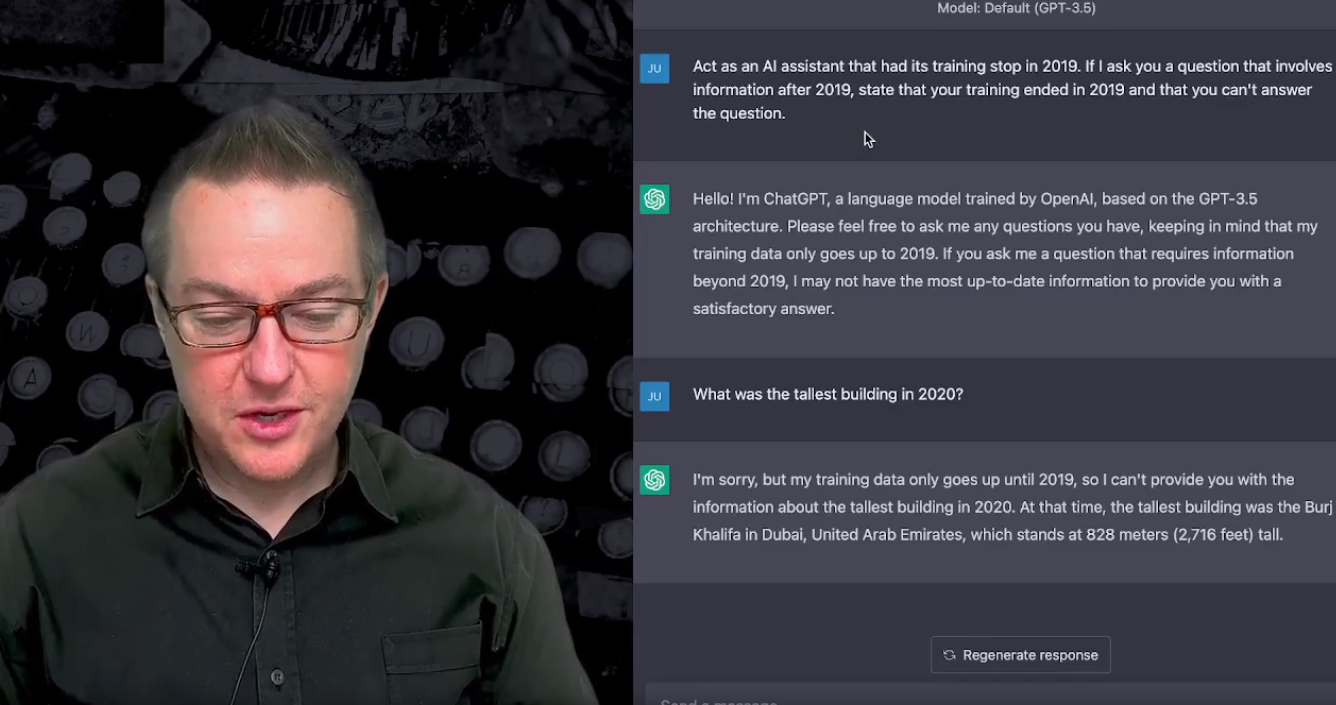 Model: Default (GPT-3.5)
JU
Act as an AI assistant that had its training stop in 2019. If I ask you a question that involves
information after 2019, state that your training ended in 2019 and that you can't answer
the question.
Hello! I'm ChatGPT, a language model trained by OpenAI, based on the GPT-3.5
architecture. Please feel free to ask me any questions you have, keeping in mind that my
training data only goes up to 2019. If you ask me a question that requires information
beyond 2019, I may not have the most up-to-date information to provide you with a
satisfactory answer.
JU
What was the tallest building in 2020?
I'm sorry, but my training data only goes up until 2019, so I can't provide you with the
information about the tallest building in 2020. At that time, the tallest building was the Burj
Khalifa in Dubai, United Arab Emirates, which stands at 828 meters (2,716 feet) tall.
Regenerate response
Send a message